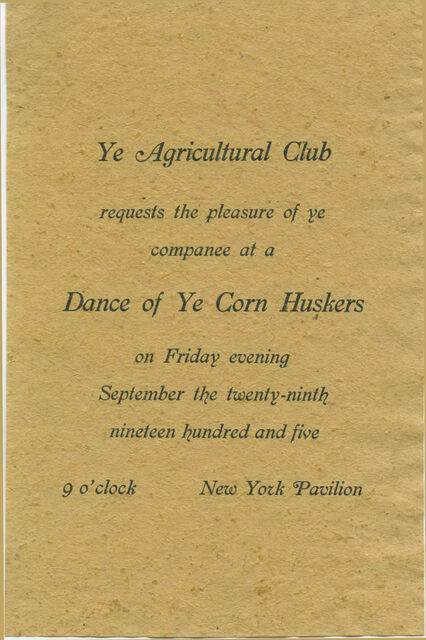 Ye Agricultural Club
requests the pleasure of ye
companee at a
Dance of Ye Corn Huskers
on Friday evening
September the twenty-ninth
nineteen hundred and five
9 o'clock New York Pavilion